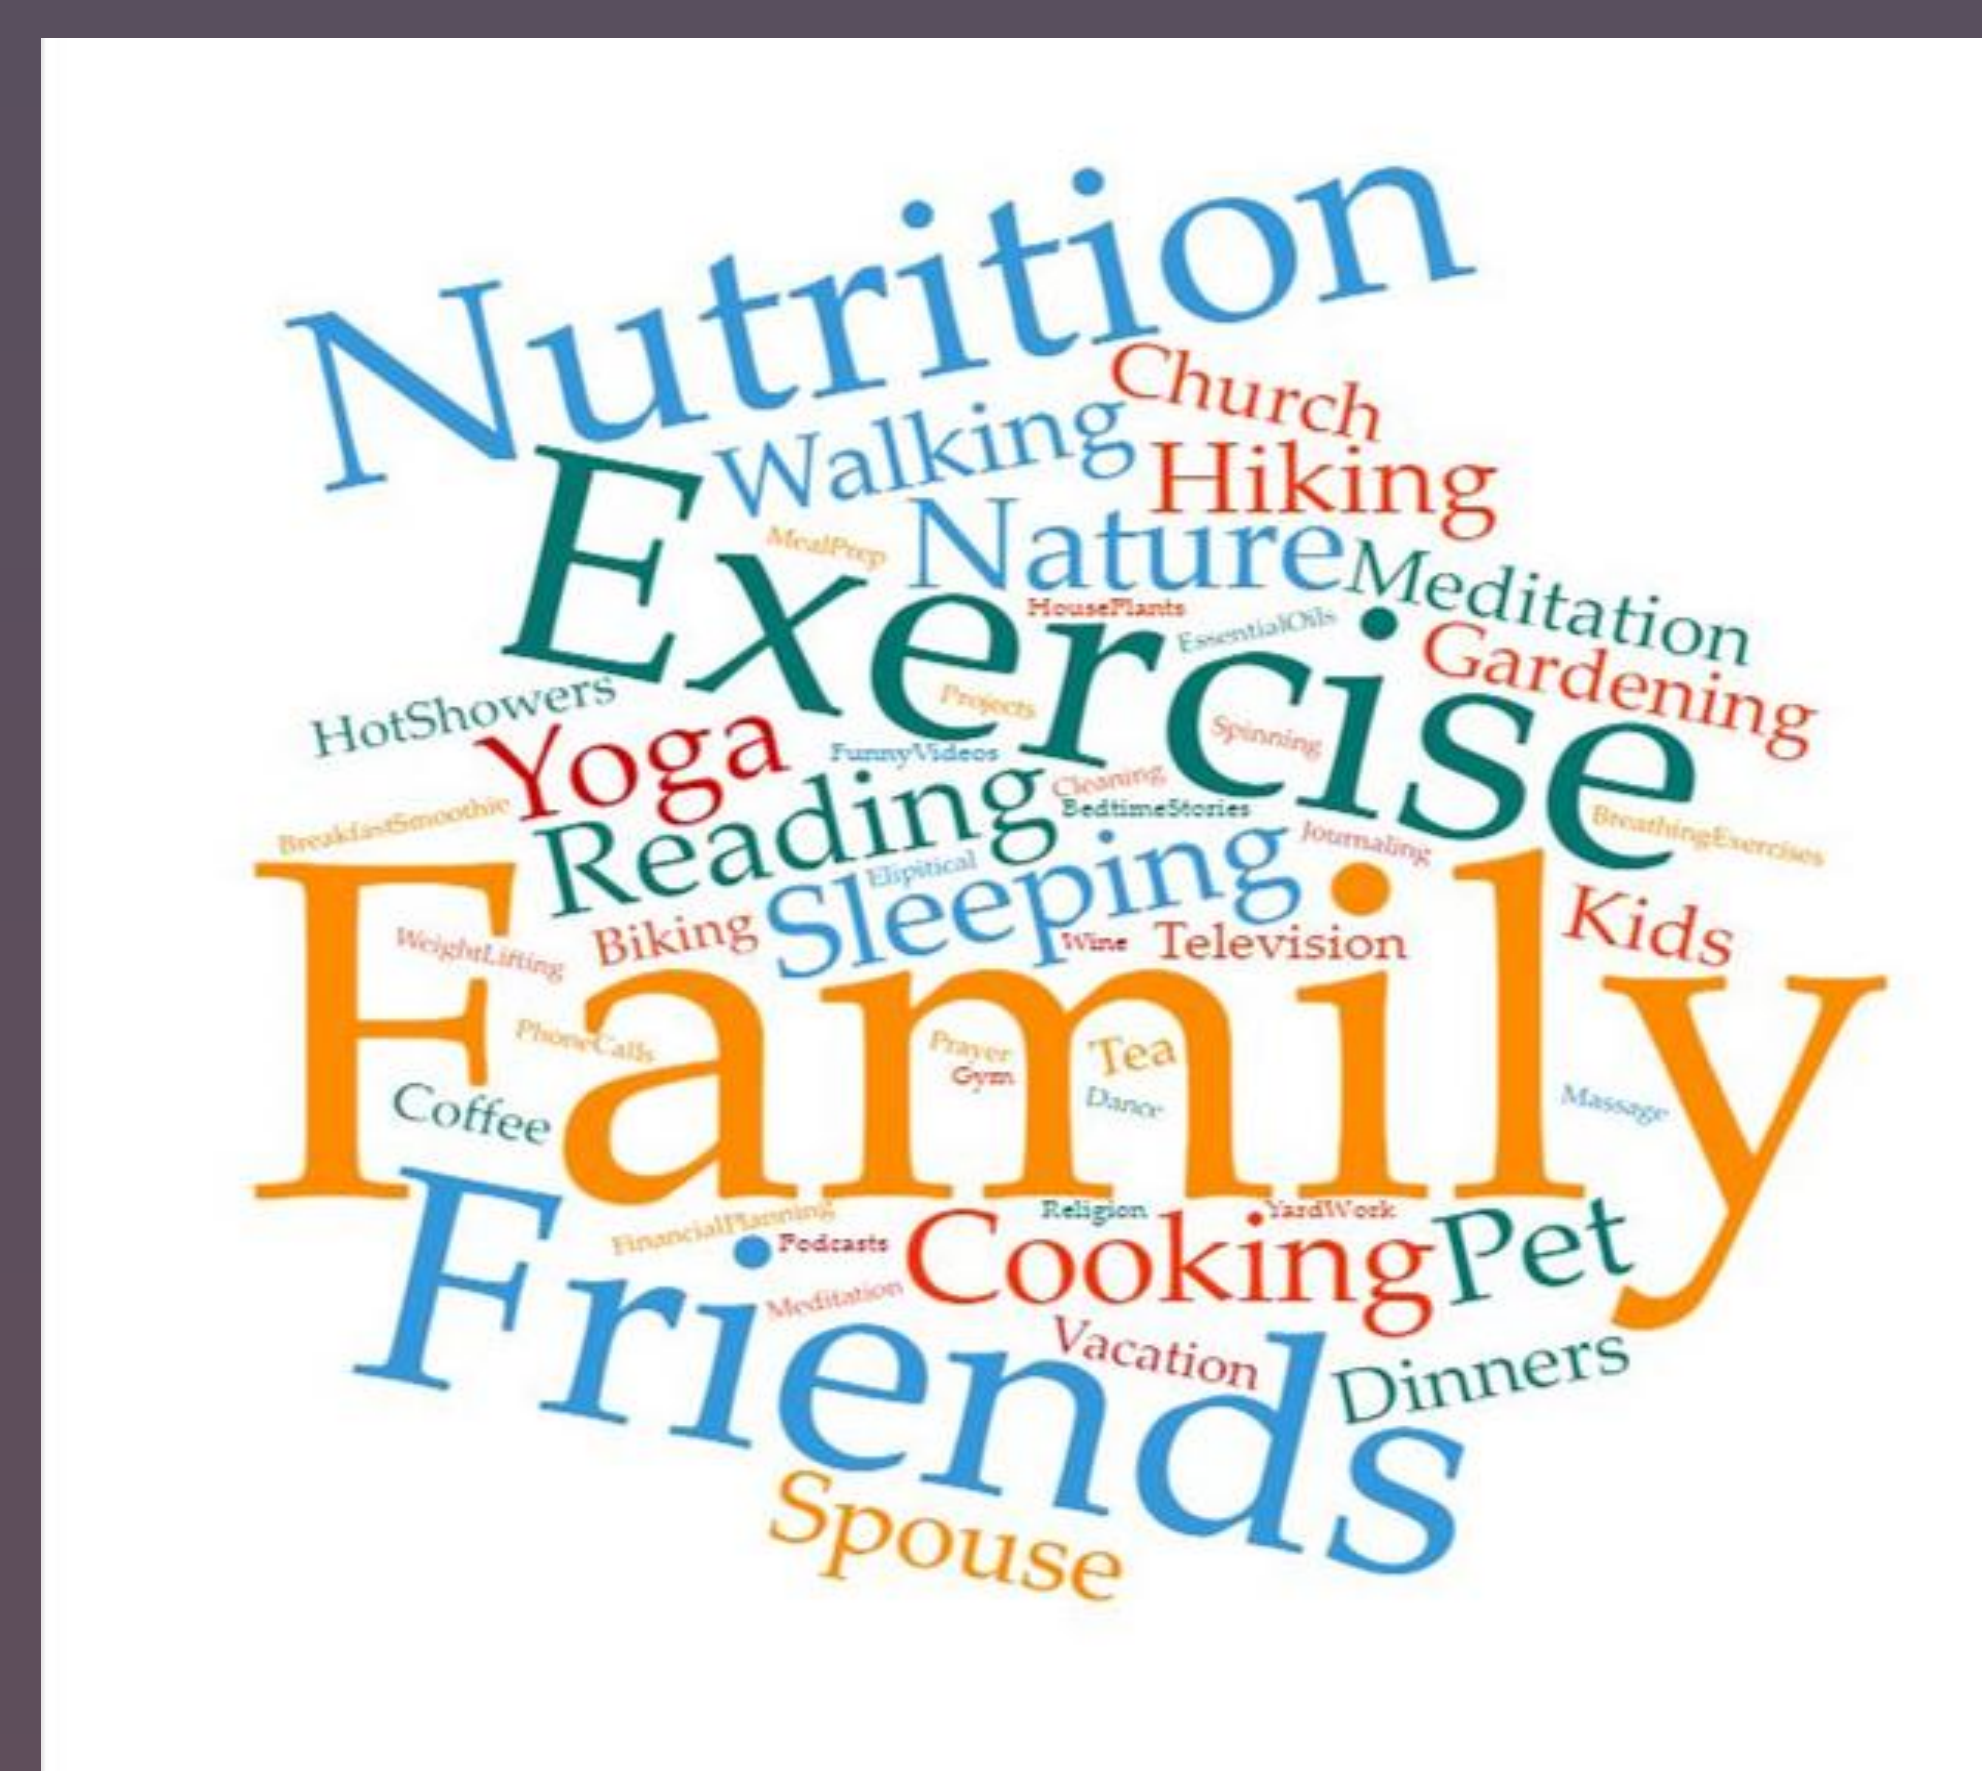 Nutrition
Church
Walking
Hiking
Exercise
Nature
MealPrep
Meditation
HousePlants
EssentialOils
Gardening
HotShowers
Projects
Yoga
Spinning
FunnyVideos
Reading
Cleaning
BedtimeStories
BreakfastSmoothie
BreathingExercises
Journaling
Elipitical
Sleeping
Kids
Biking
Wine
Television
WeightLifting
Family
PhoneCalls
Prayer
Tea
Gym
Dance
Coffee
Massage
Religion
YardWork
FinancialPlanning
Podcasts
Cooking
Pet
Friends
Meditation
Vacation
Dinners
Spouse